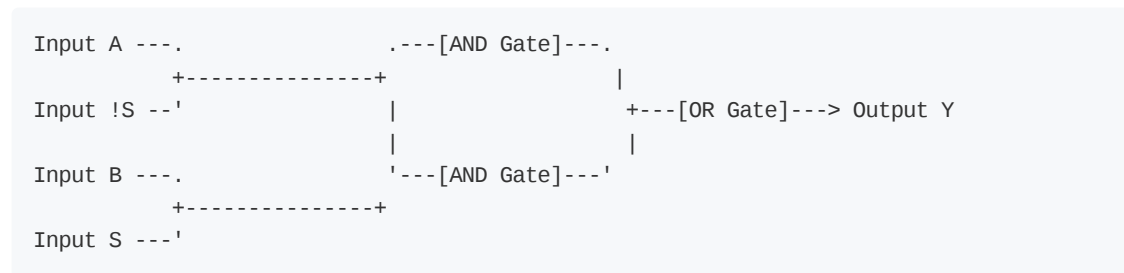 Input A ---.               .---[AND Gate]---.
           +---------------+                |
Input !S --'               |                +---[OR Gate]---> Output Y
                           |                |
Input B ---.               '---[AND Gate]---'
           +---------------+
Input S ---'